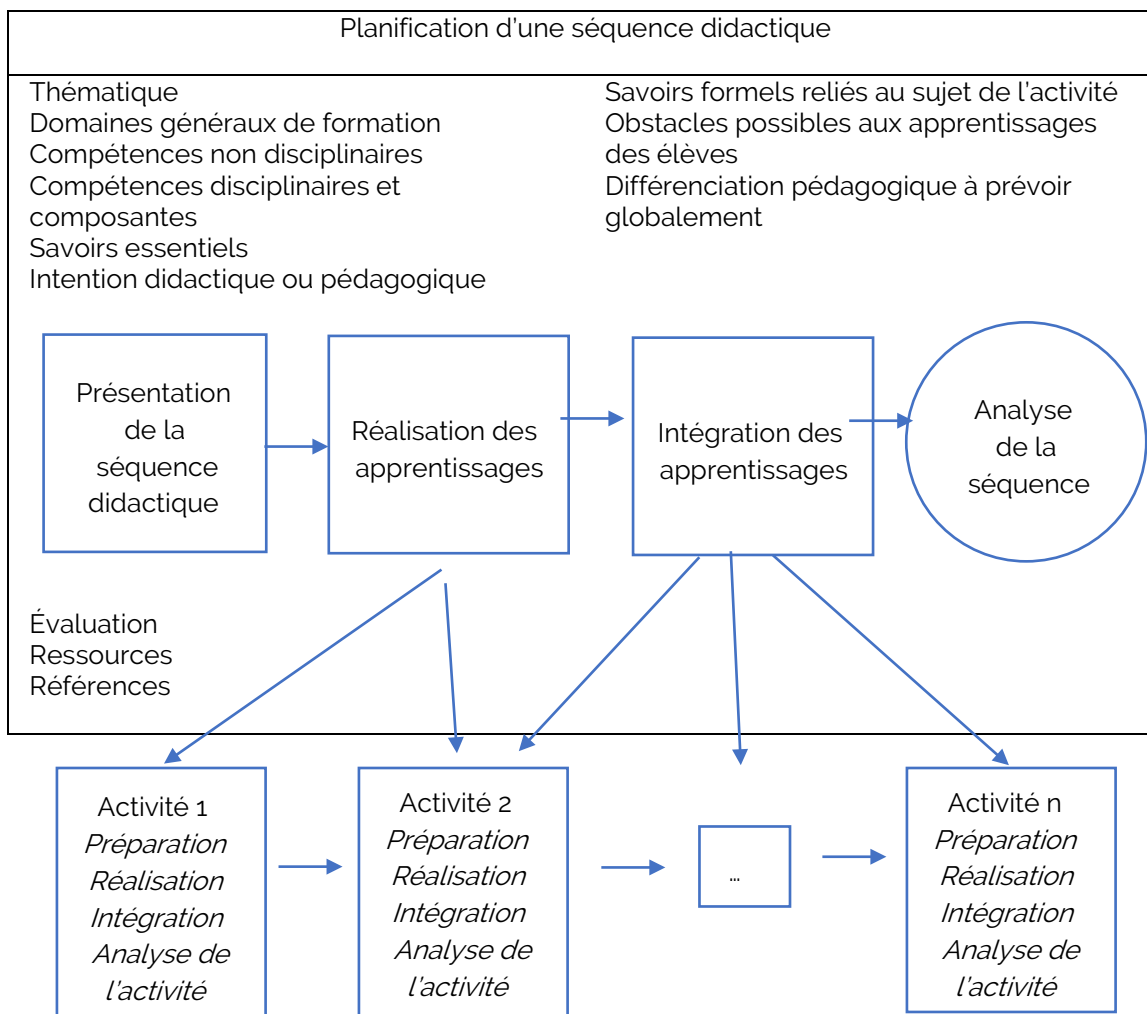 Planification d’une séquence didactique
Thématique
Domaines généraux de formation
Compétences non disciplinaires
Compétences disciplinaires et
composantes
Savoirs essentiels
Intention didactique ou pédagogique
Savoirs formels reliés au sujet de l’activité
Obstacles possibles aux apprentissages
des élèves
Différenciation pédagogique à prévoir
globalement
Présentation
de la
séquence
didactique
Réalisation des
apprentissages
Intégration des
apprentissages
Analyse
de la
séquence
Évaluation
Ressources
Références
Activité 1
Préparation
Réalisation
Intégration
Analyse de
l’activité
Activité 2
Préparation
Réalisation
Intégration
Analyse de
l’activité
…
Activité n
Préparation
Réalisation
Intégration
Analyse de
l’activité